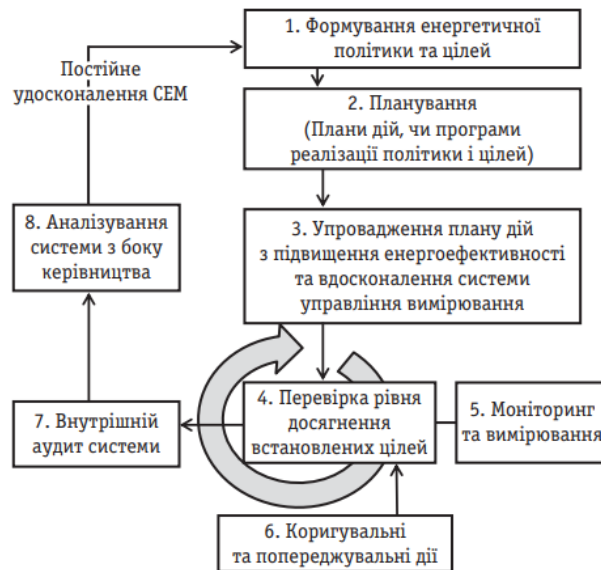 1. Формування енергетичної
політики та цілей
Постійне
удосконалення СЕМ
2. Планування
(Плани дій, чи програми
реалізації політики і цілей)
8. Аналізування
системи з боку
керівництва
3. Упровадження плану дій
з підвищення енергоефективності
та вдосконалення системи
управління вимірювання
4. Перевірка рівня
досягнення
встановлених цілей
5. Моніторинг
та вимірювання
7. Внутрішній
аудит системи
6. Коригувальні
та попереджувальні дії